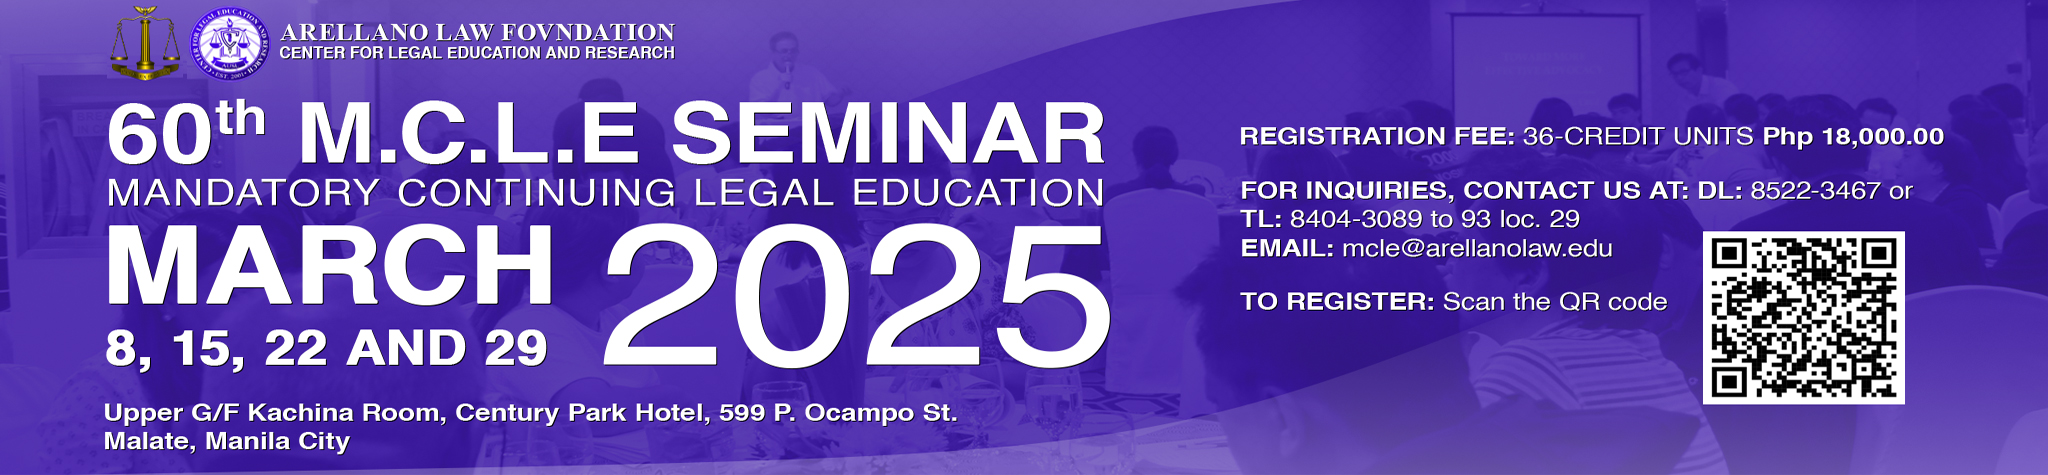 ARELLANO LAW FOVNDATION
CENTER FOR LEGAL EDUCATION AND RESEARCH
60th M.C.L.E SEMINAR
MANDATORY CONTINUING LEGAL EDUCATION
MARCH 2025
8, 15, 22 AND 29
Upper G/F Kachina Room, Century Park Hotel, 599 P. Ocampo St.
Malate, Manila City
REGISTRATION FEE: 36-CREDIT UNITS Php 18,000.00
FOR INQUIRIES, CONTACT US AT: DL: 8522-3467 or
TL: 8404-3089 to 93 loc. 29
EMAIL: mcle@arellanolaw.edu
TO REGISTER: Scan the QR code